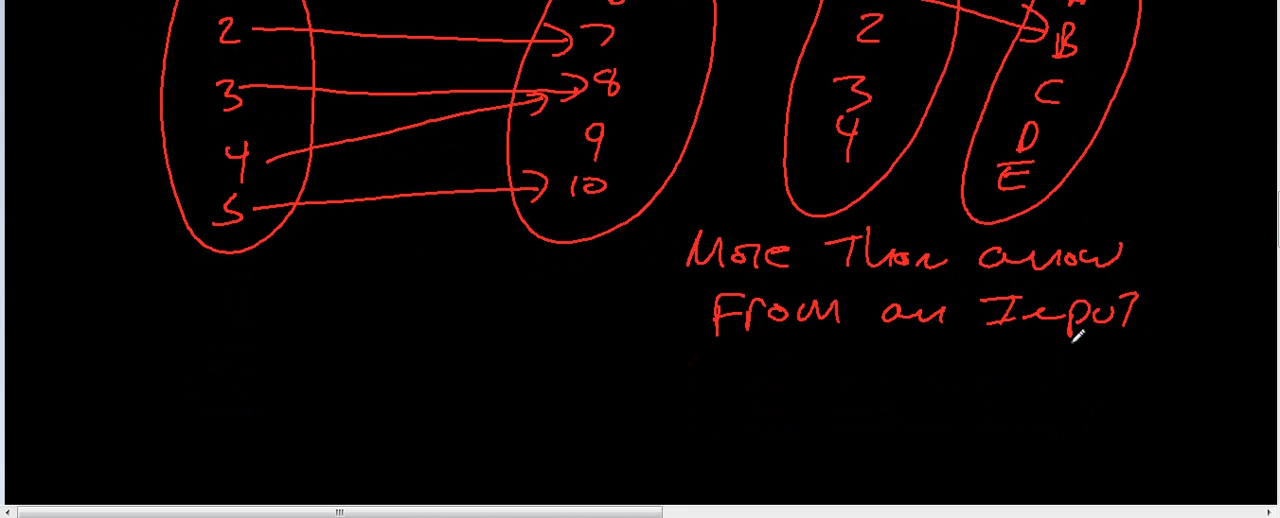 2 7 2 B
3 8 3 C
4 9 4 D
5 10 E
More Than arrow
From an Input